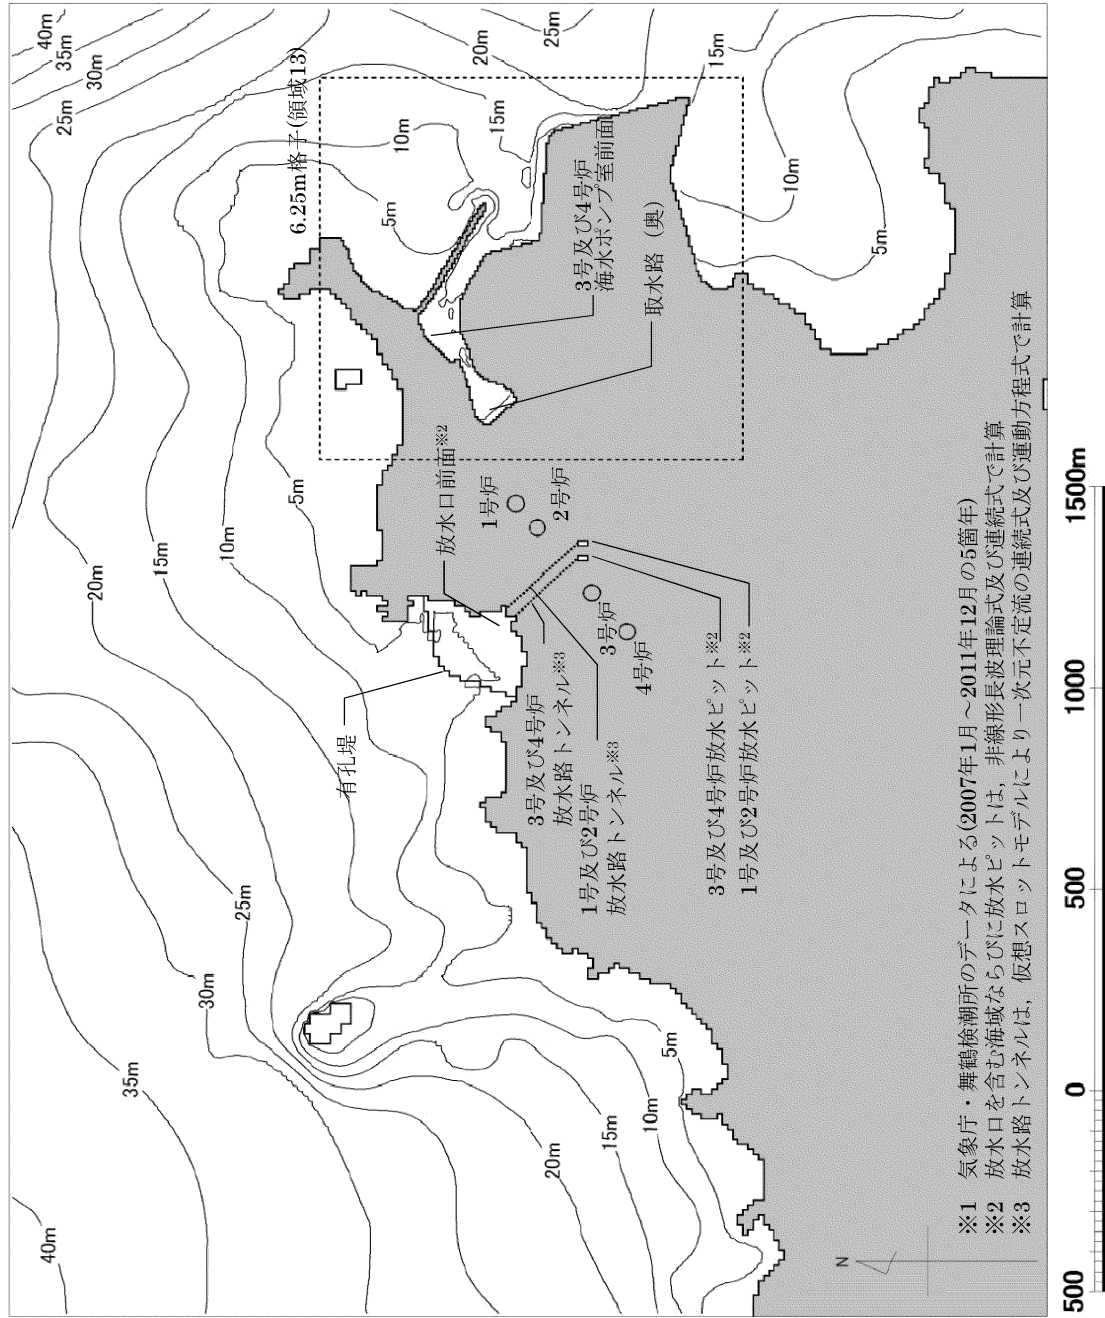 40m
35m
30m
25m
20m
15m
10m
5m
35m
30m
25m
20m
15m
10m
5m
40m
35m
30m
25m
20m
25m
15m
10m
5m
15m
10m
5m
15m
10m
5m
6.25m格子(領域13)
3号及び4号炉
海水ポンプ室前面
取水路（奥）
放水口前面※2
1号炉
2号炉
3号炉
4号炉
有孔堤
3号及び4号炉
放水路トンネル※3
1号及び2号炉
放水路トンネル※3
3号及び4号炉放水ピット※2
1号及び2号炉放水ピット※2
N
※1 気象庁・舞鶴検潮所のデータによる(2007年1月～2011年12月の5箇年)
※2 放水口を含む海域ならびに放水ピットは，非線形長波理論式及び連続式で計算
※3 放水路トンネルは，仮想スロットモデルにより一次元不定流の連続式及び運動方程式で計算
500 0 500 1000 1500m